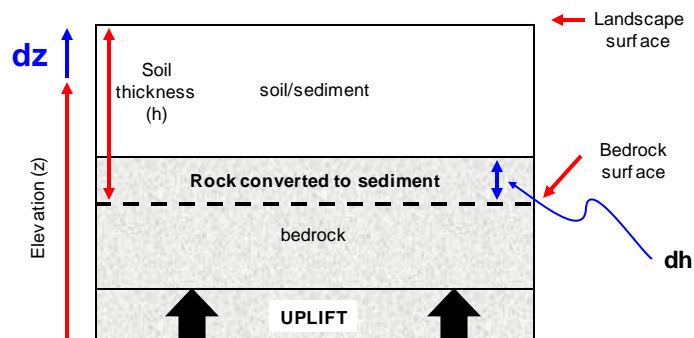 Landscape
surface
dz
Soil
thickness
(h)
soil/sediment
Elevation (z)
Rock converted to sediment
Bedrock
surface
bedrock
dh
UPLIFT